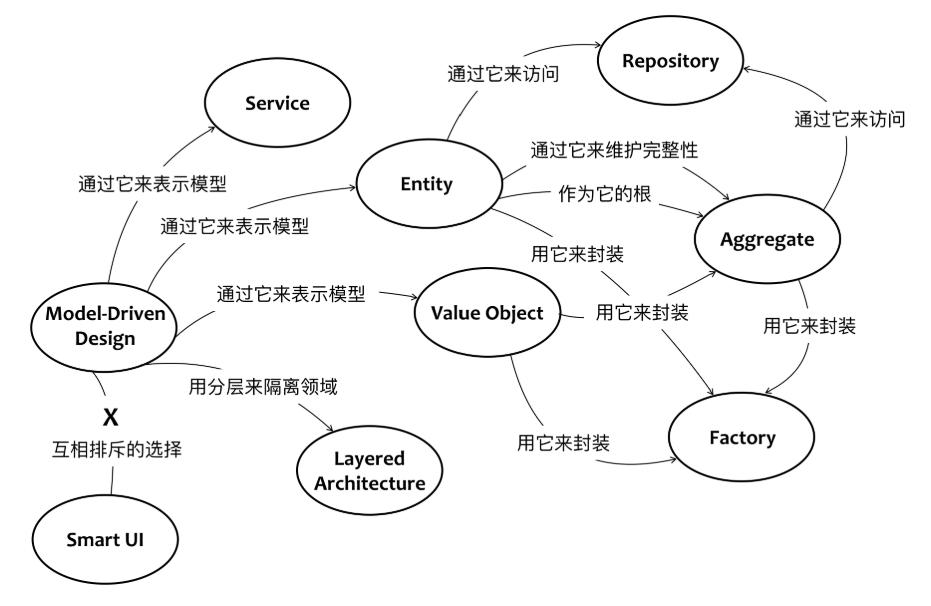 Repository
通过它来访问
Service
通过它来访问
通过它来维护完整性
Entity
通过它来表示模型
作为它的根
通过它来表示模型
Aggregate
用它来封装
通过它来表示模型
Model-Driven
Design
Value Object
用它来封装
用它来封装
用分层来隔离领域
X
互相排斥的选择
Layered
Architecture
用它来封装
Factory
Smart UI